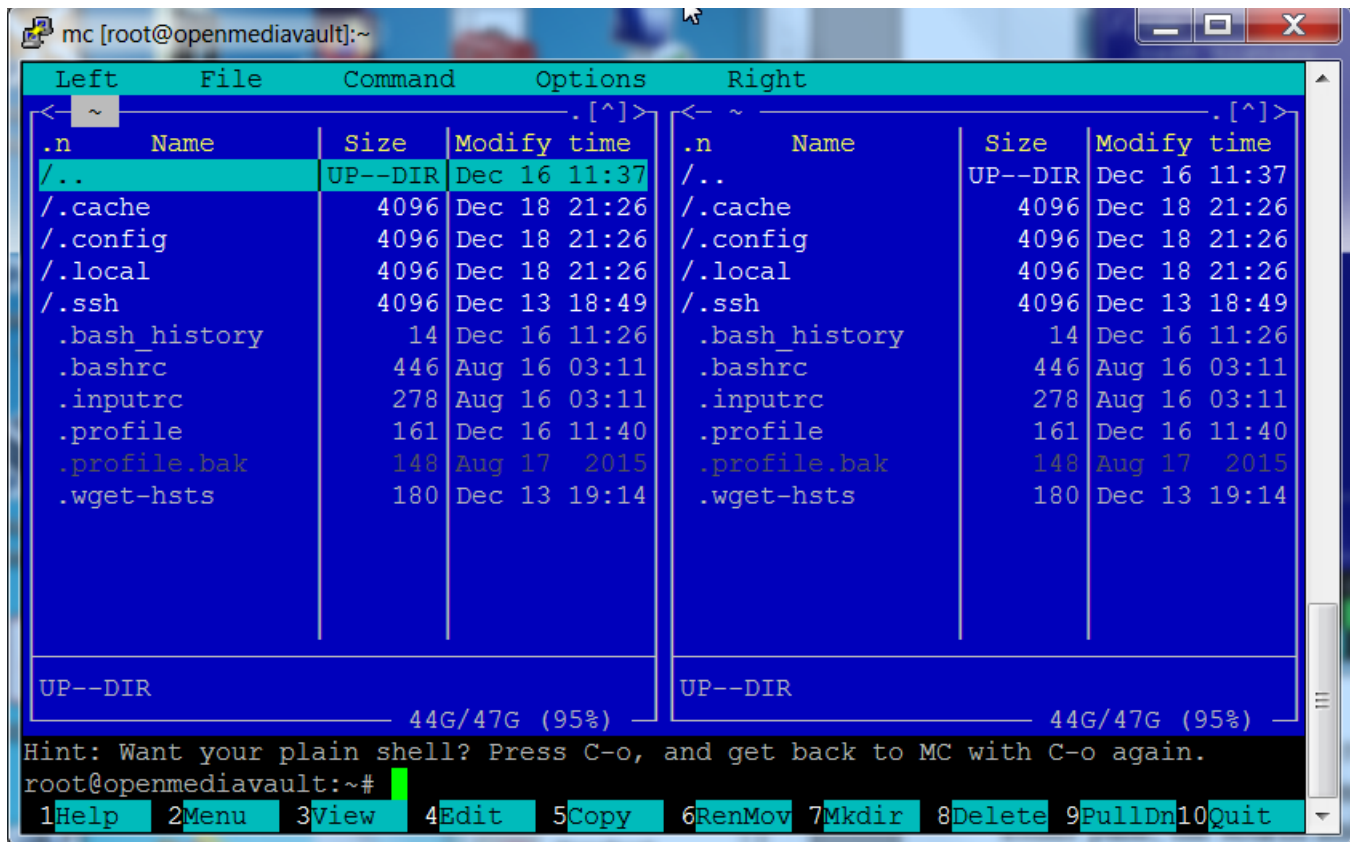 mc [root@openmediavault]:~
Left File Command Options Right
<- ~ .[^]> <- ~ .[^]>
.n Name Size Modify time .n Name Size Modify time
/.. UP--DIR Dec 16 11:37 /.. UP--DIR Dec 16 11:37
/.cache 4096 Dec 18 21:26 /.cache 4096 Dec 18 21:26
/.config 4096 Dec 18 21:26 /.config 4096 Dec 18 21:26
/.local 4096 Dec 18 21:26 /.local 4096 Dec 18 21:26
/.ssh 4096 Dec 13 18:49 /.ssh 4096 Dec 13 18:49
.bash_history 14 Dec 16 11:26 .bash_history 14 Dec 16 11:26
.bashrc 446 Aug 16 03:11 .bashrc 446 Aug 16 03:11
.inputrc 278 Aug 16 03:11 .inputrc 278 Aug 16 03:11
.profile 161 Dec 16 11:40 .profile 161 Dec 16 11:40
.profile.bak 148 Aug 17 2015 .profile.bak 148 Aug 17 2015
.wget-hsts 180 Dec 13 19:14 .wget-hsts 180 Dec 13 19:14
UP--DIR UP--DIR
44G/47G (95%) 44G/47G (95%)
Hint: Want your plain shell? Press C-o, and get back to MC with C-o again.
root@openmediavault:~#
1Help 2Menu 3View 4Edit 5Copy 6RenMov 7Mkdir 8Delete 9PullDn 10Quit